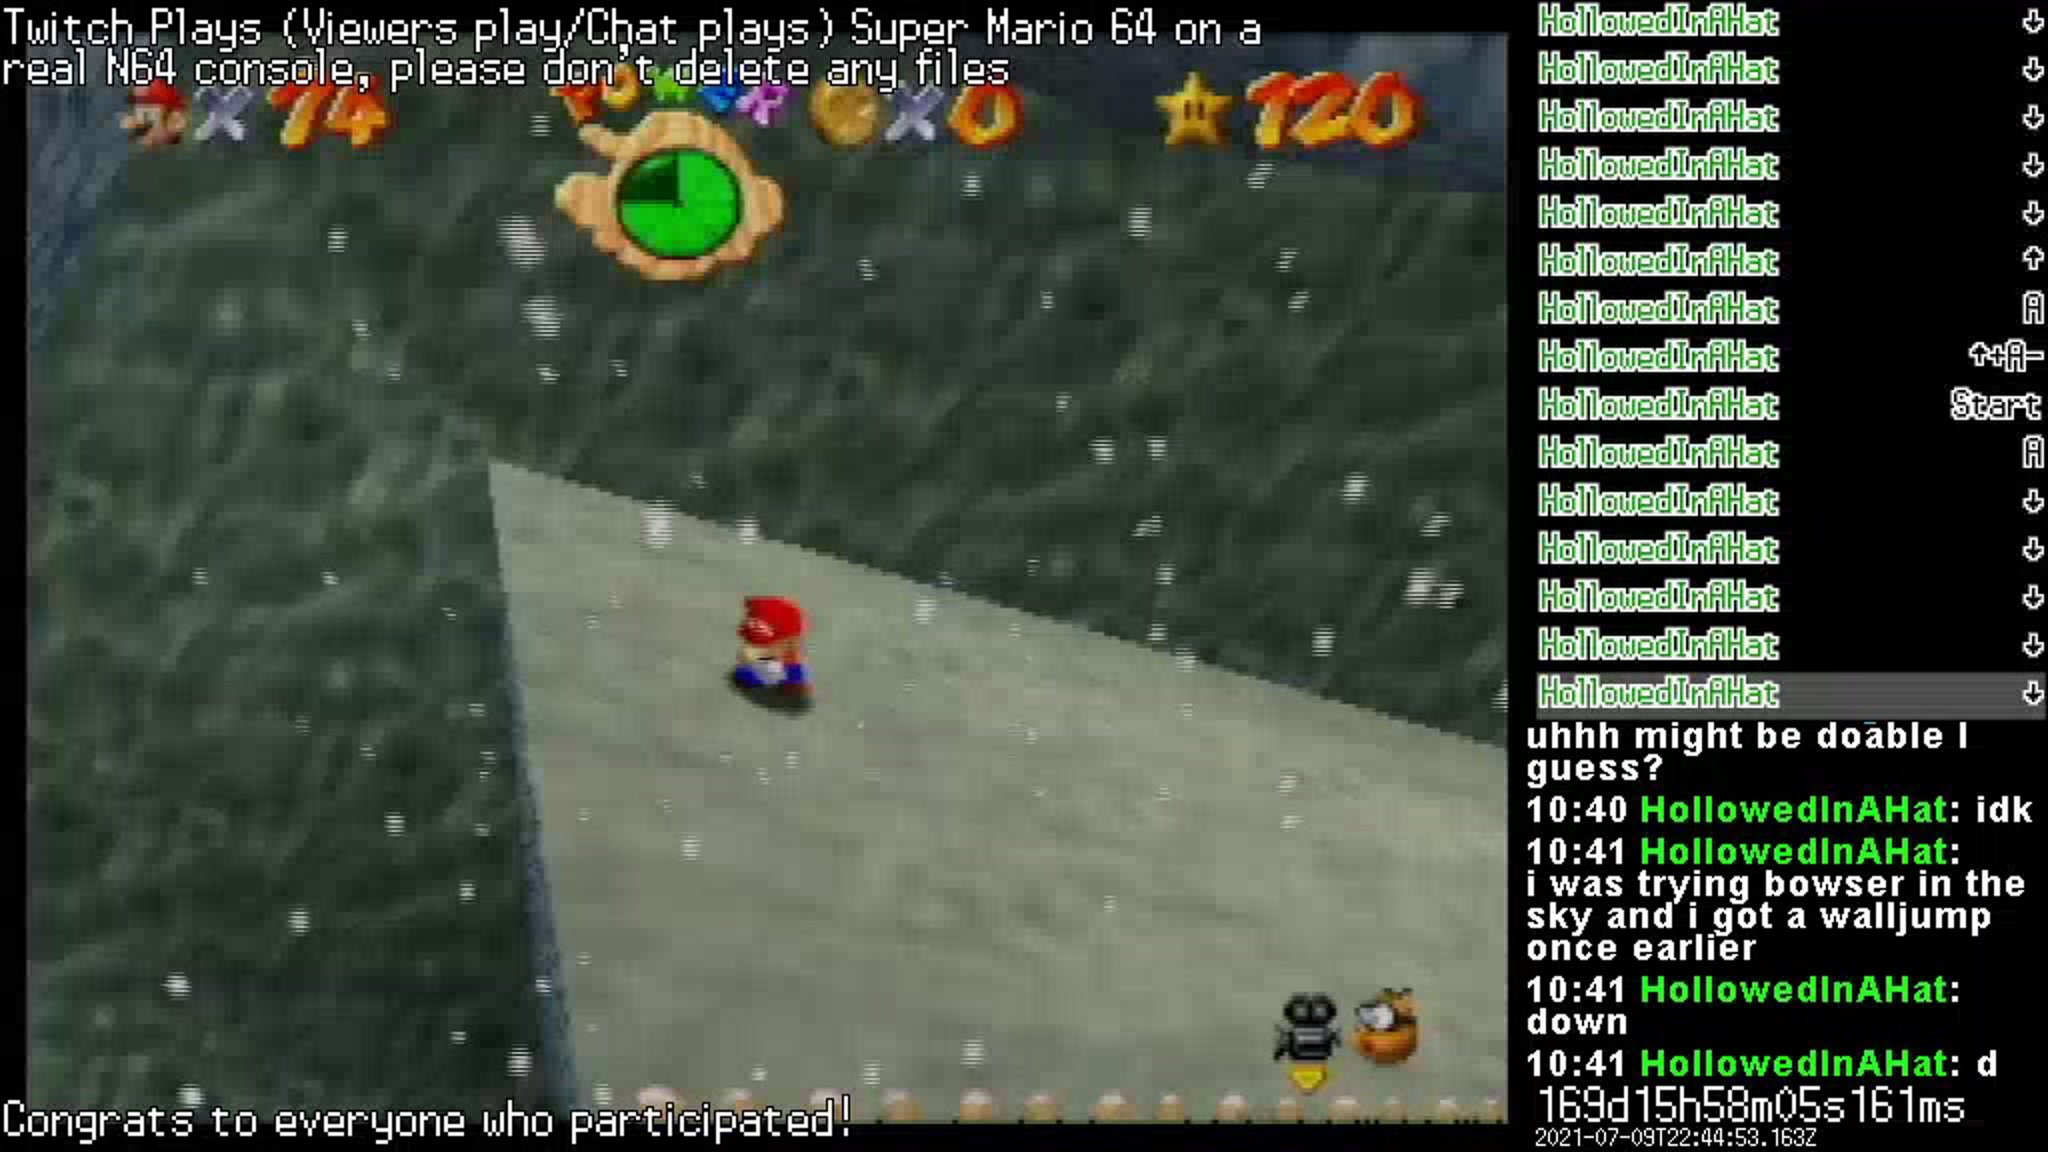 Twitch Plays (Viewers play/Chat plays) Super Mario 64 on a
real N64 console, please don't delete any files
x 74
POWER
x 0
120
Congrats to everyone who participated!
HollowedInAHat ↓
HollowedInAHat ↓
HollowedInAHat ↓
HollowedInAHat ↓
HollowedInAHat ↓
HollowedInAHat ↑
HollowedInAHat A
HollowedInAHat ↑+A-
HollowedInAHat Start
HollowedInAHat A
HollowedInAHat ↓
HollowedInAHat ↓
HollowedInAHat ↓
HollowedInAHat ↓
HollowedInAHat ↓
uhhh might be doable I
guess?
10:40 HollowedInAHat: idk
10:41 HollowedInAHat:
i was trying bowser in the
sky and i got a walljump
once earlier
10:41 HollowedInAHat:
down
10:41 HollowedInAHat: d
169d15h58m05s161ms
2021-07-09T22:44:53.163Z